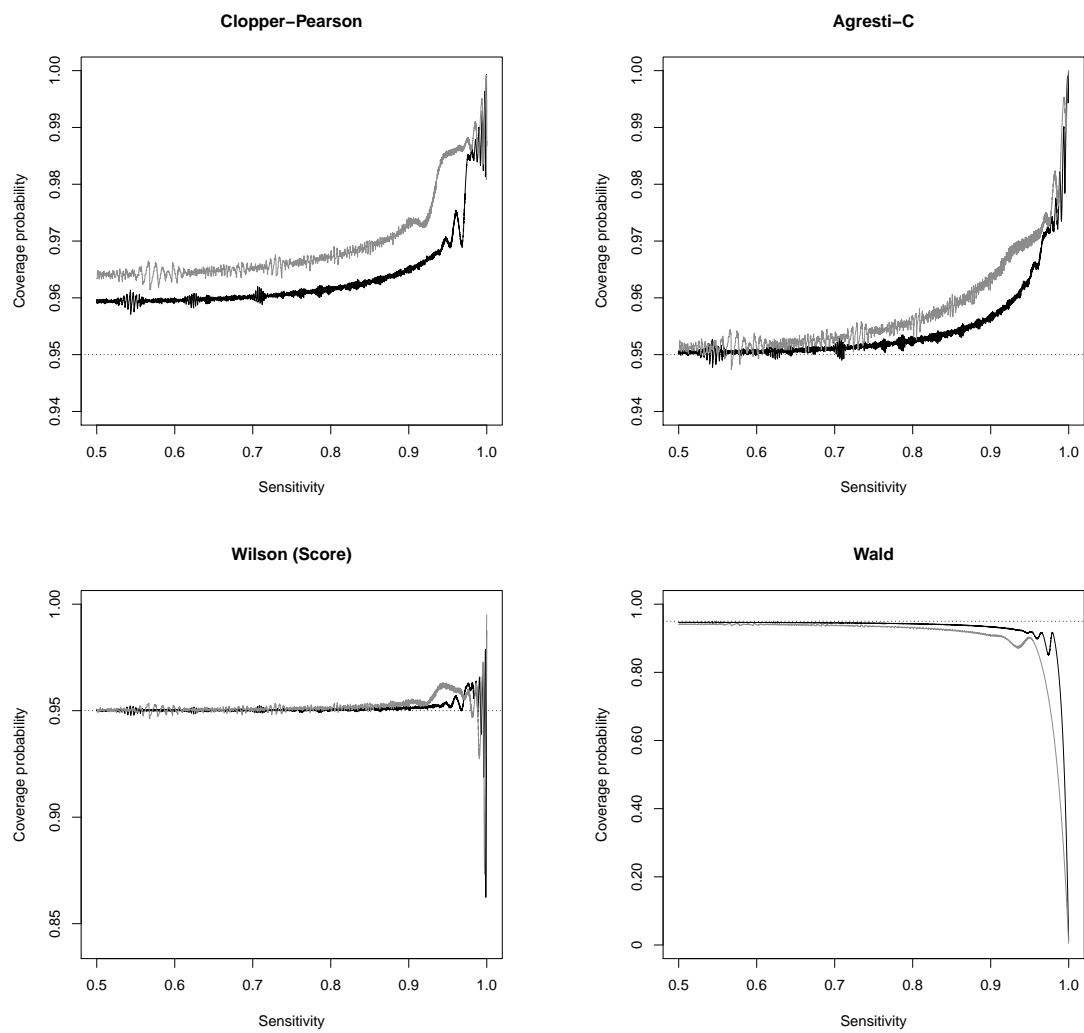 Clopper−Pearson
Coverage probability
1.00
0.99
0.98
0.97
0.96
0.95
0.94
0.5 0.6 0.7 0.8 0.9 1.0
Sensitivity
Agresti−C
Coverage probability
1.00
0.99
0.98
0.97
0.96
0.95
0.94
0.5 0.6 0.7 0.8 0.9 1.0
Sensitivity
Wilson (Score)
Coverage probability
1.00
0.95
0.90
0.85
0.5 0.6 0.7 0.8 0.9 1.0
Sensitivity
Wald
Coverage probability
1.00
0.80
0.60
0.40
0.20
0
0.5 0.6 0.7 0.8 0.9 1.0
Sensitivity